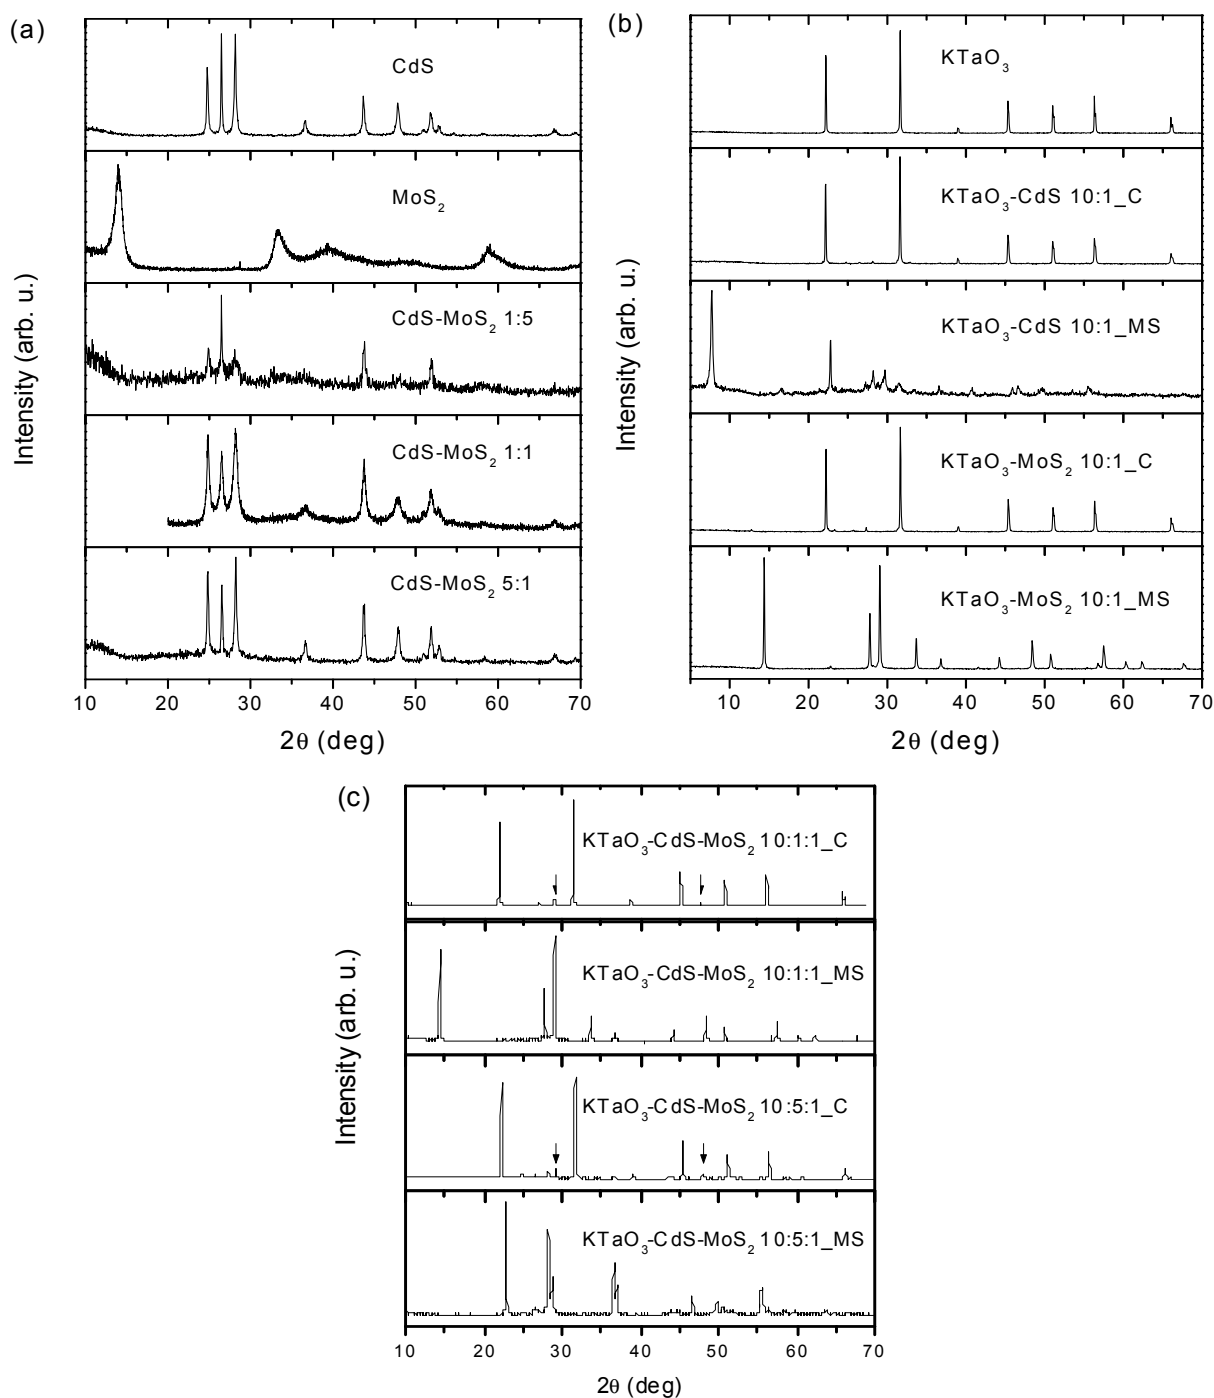 (a)
CdS
MoS₂
CdS-MoS₂ 1:5
CdS-MoS₂ 1:1
CdS-MoS₂ 5:1
Intensity (arb. u.)
10 20 30 40 50 60 70
2θ (deg)
(b)
KTaO₃
KTaO₃-CdS 10:1_C
KTaO₃-CdS 10:1_MS
KTaO₃-MoS₂ 10:1_C
KTaO₃-MoS₂ 10:1_MS
Intensity (arb. u.)
10 20 30 40 50 60 70
2θ (deg)
(c)
KTaO₃-CdS-MoS₂ 10:1:1_C
KTaO₃-CdS-MoS₂ 10:1:1_MS
KTaO₃-CdS-MoS₂ 10:5:1_C
KTaO₃-CdS-MoS₂ 10:5:1_MS
Intensity (arb. u.)
10 20 30 40 50 60 70
2θ (deg)